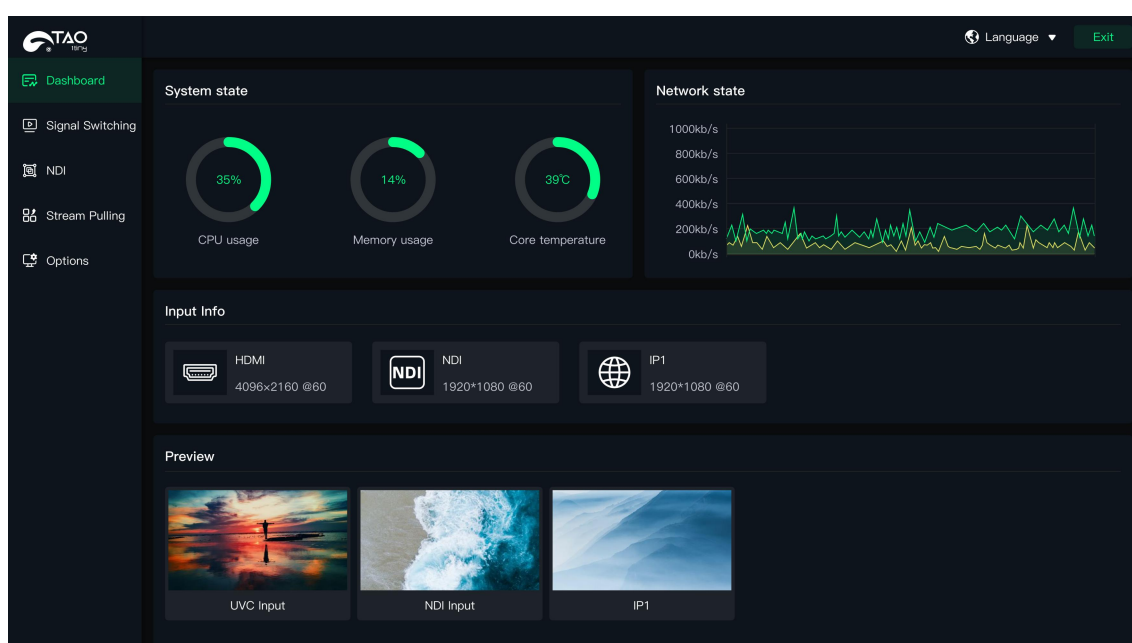 TAO
1tiny
Language
Exit
Dashboard
Signal Switching
NDI
Stream Pulling
Options
System state
35%
CPU usage
14%
Memory usage
39℃
Core temperature
Network state
1000kb/s
800kb/s
600kb/s
400kb/s
200kb/s
0kb/s
Input Info
HDMI
4096×2160 @60
NDI
NDI
1920*1080 @60
IP1
1920*1080 @60
Preview
UVC Input
NDI Input
IP1